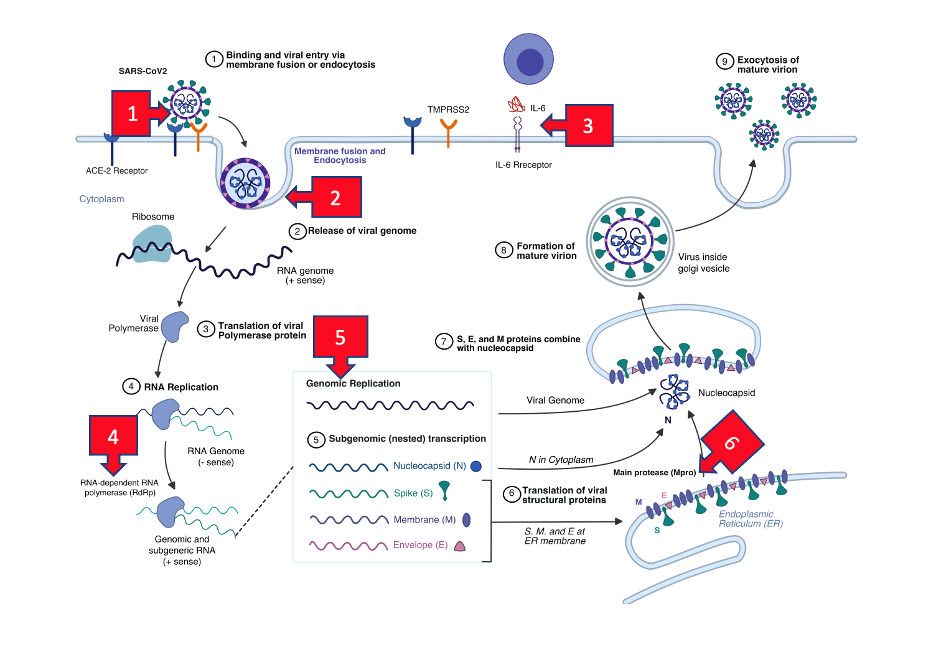 1 Binding and viral entry via
membrane fusion or endocytosis
SARS-CoV2
1
ACE-2 Receptor
Cytoplasm
Membrane fusion and
Endocytosis
2
TMPRSS2
IL-6
3
IL-6 Rreceptor
9 Exocytosis of
mature virion
2 Release of viral genome
Ribosome
RNA genome
(+ sense)
Viral
Polymerase
3 Translation of viral
Polymerase protein
4 RNA Replication
4
RNA Genome
(- sense)
RNA-dependent RNA
polymerase (RdRp)
Genomic and
subgeneric RNA
(+ sense)
5
Genomic Replication
5 Subgenomic (nested) transcription
Nucleocapsid (N)
Spike (S)
Membrane (M)
Envelope (E)
Viral Genome
N in Cytoplasm
6 Translation of viral
structural proteins
S. M. and E at
ER membrane
6
Main protease (Mpro)
M
E
S
Endoplasmic
Reticulum (ER)
N
Nucleocapsid
7 S, E, and M proteins combine
with nucleocapsid
8 Formation of
mature virion
Virus inside
golgi vesicle